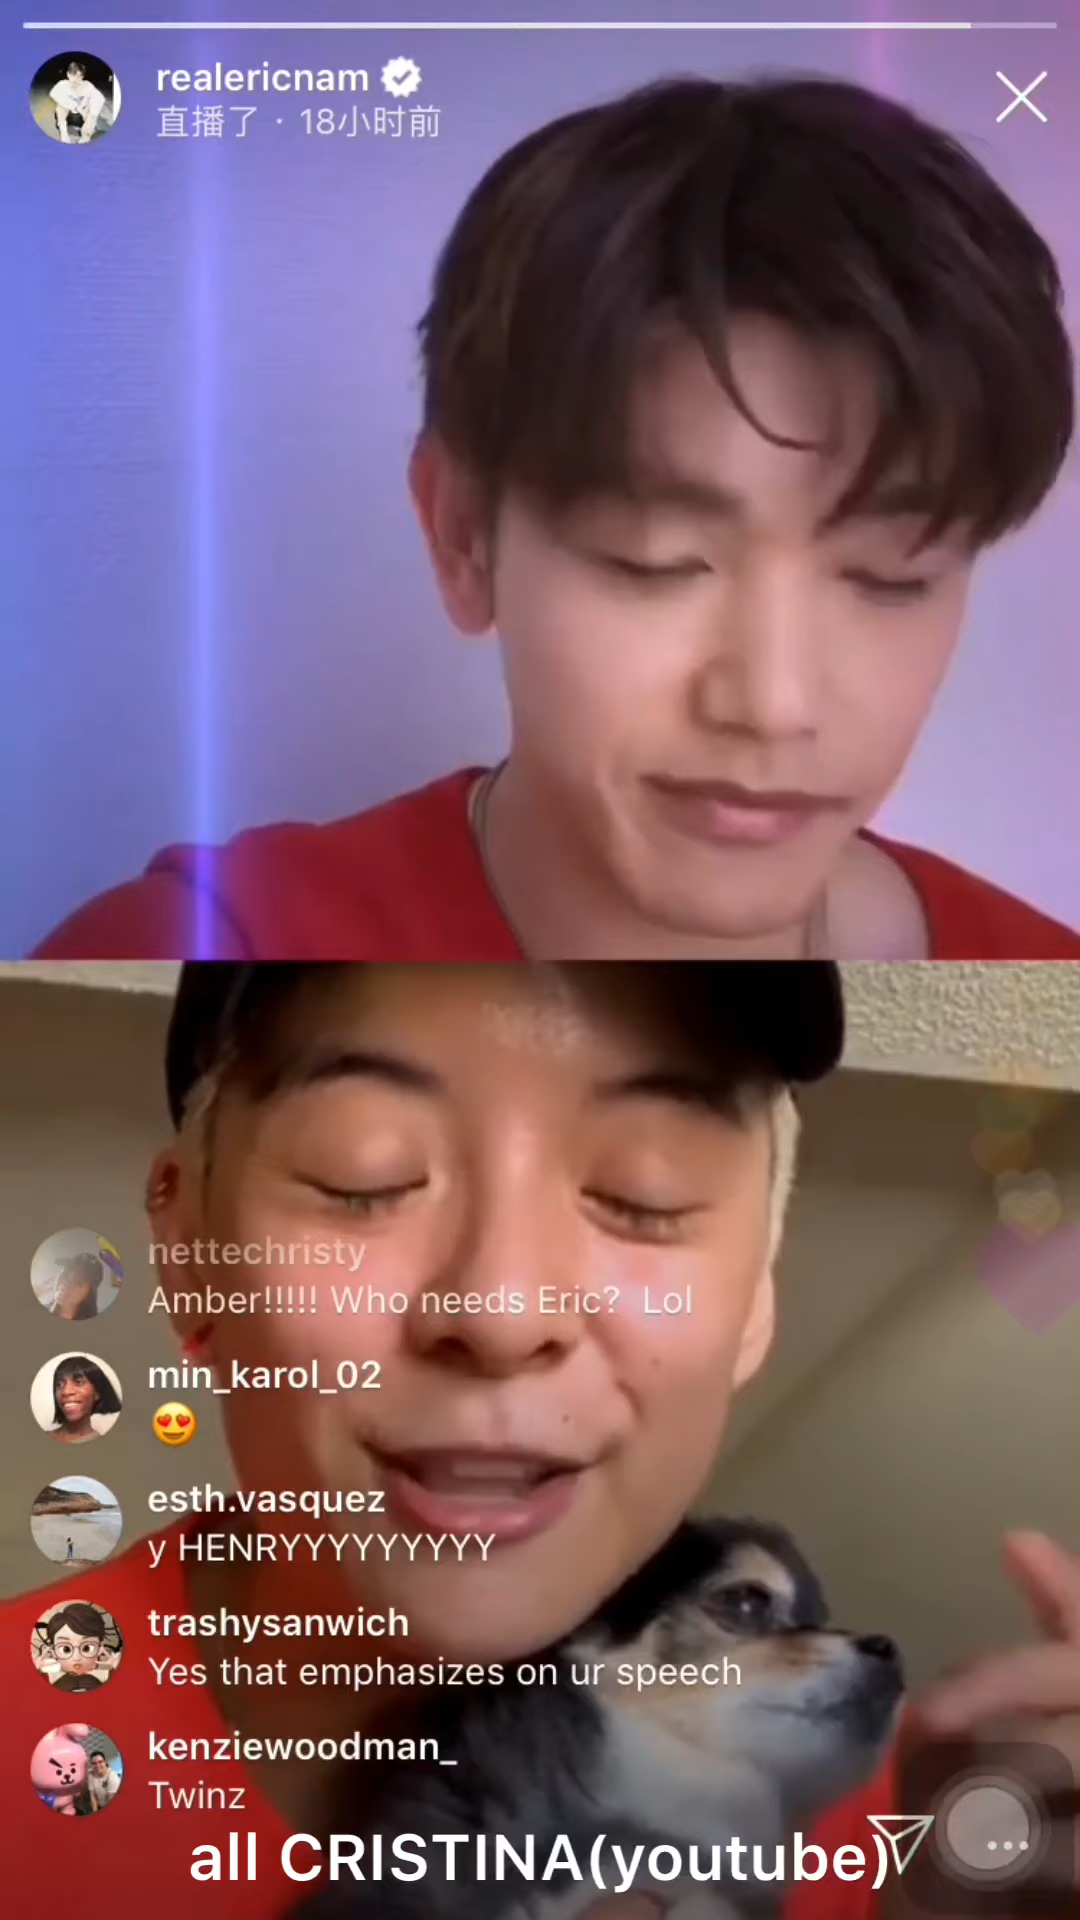 realericnam
直播了 · 18小时前
nettechristy
Amber!!!!! Who needs Eric? Lol
min_karol_02
😍
esth.vasquez
y HENRYYYYYYYYY
trashysanwich
Yes that emphasizes on ur speech
kenziewoodman_
Twinz
all CRISTINA(youtube)